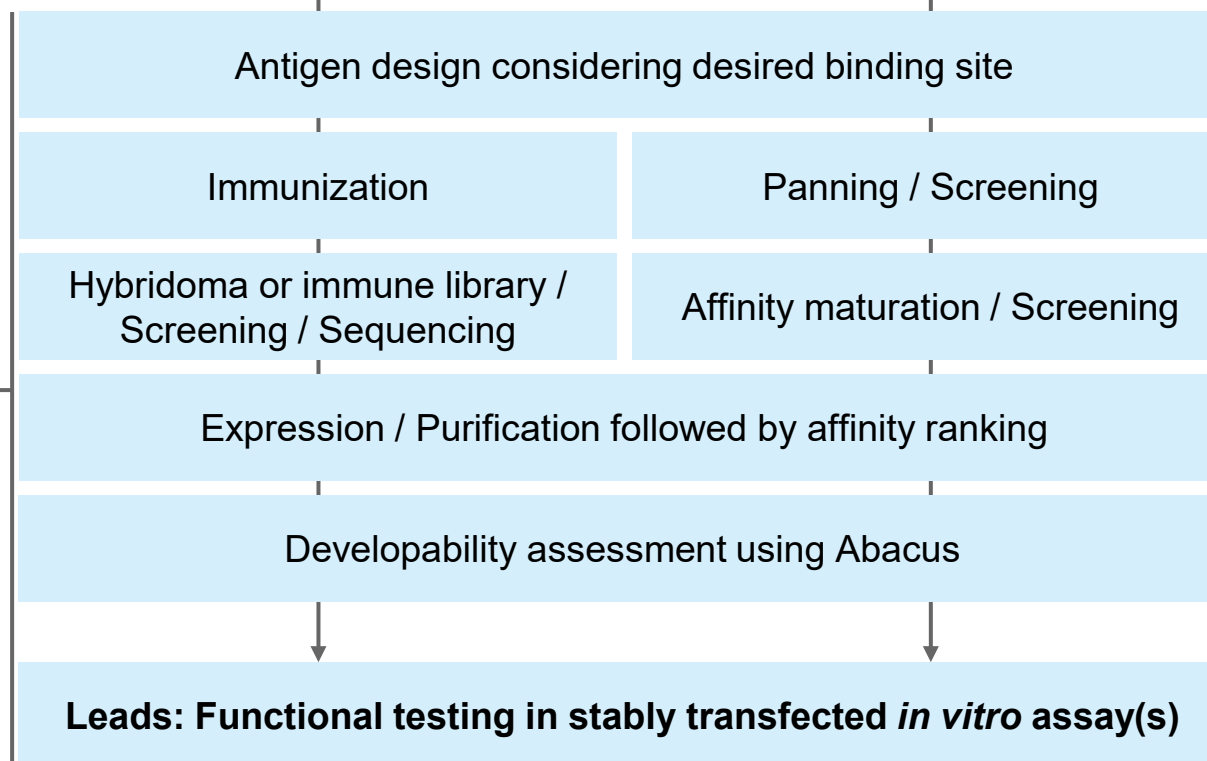 Antigen design considering desired binding site
Immunization
Panning / Screening
Hybridoma or immune library /
Screening / Sequencing
Affinity maturation / Screening
Expression / Purification followed by affinity ranking
Developability assessment using Abacus
Leads: Functional testing in stably transfected in vitro assay(s)